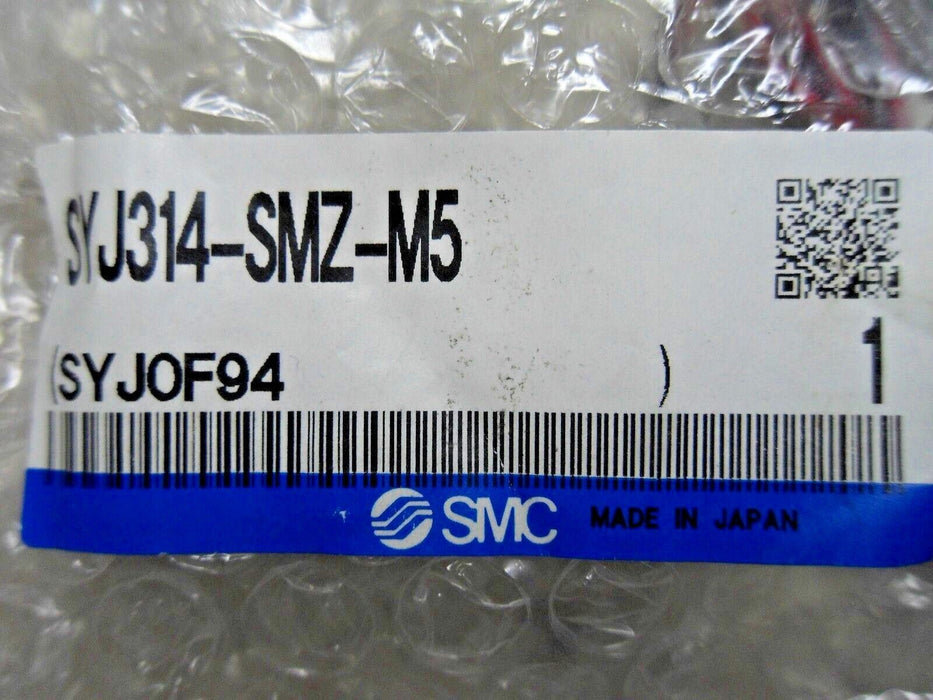 SYJ314-SMZ-M5
(SYJOF94 )
1
SMC MADE IN JAPAN